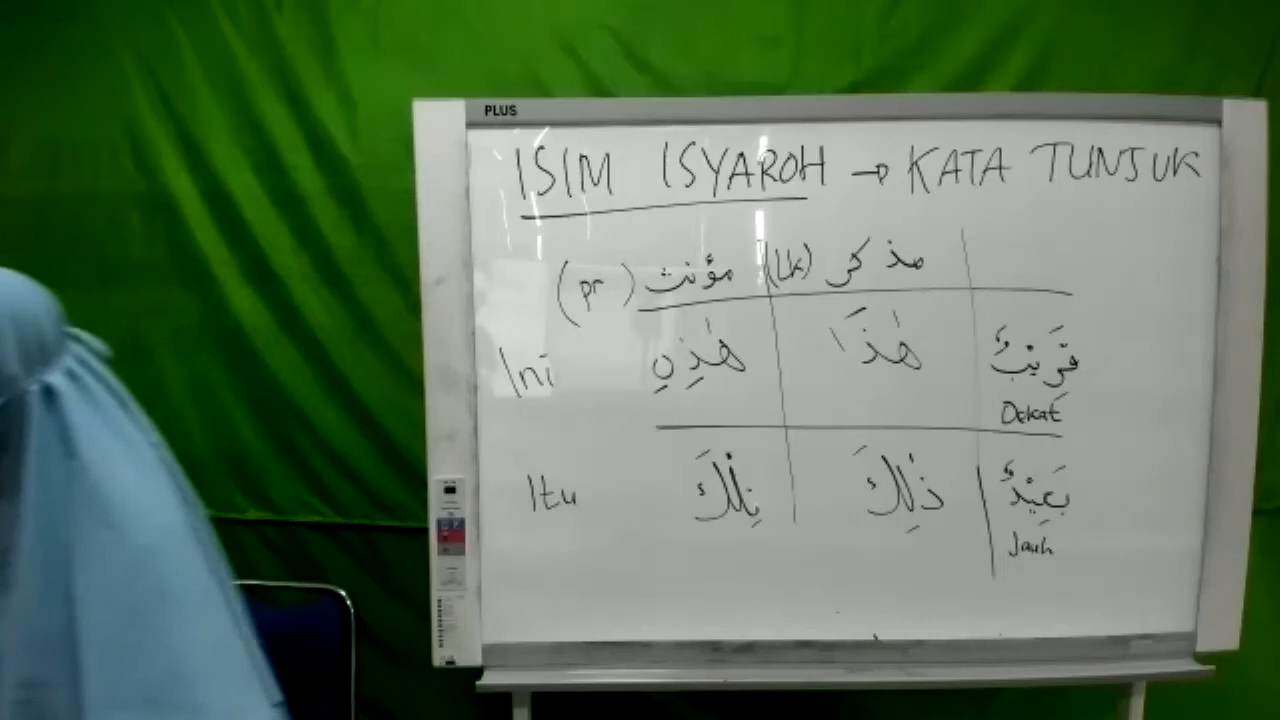 PLUS
ISIM ISYAROH → KATA TUNJUK
مذكر (Lk) مؤنث (pr)
قَرِيْبٌ هٰذَا هٰذِهِ Ini
Dekat
بَعِيْدٌ ذٰلِكَ تِلْكَ Itu
Jauh